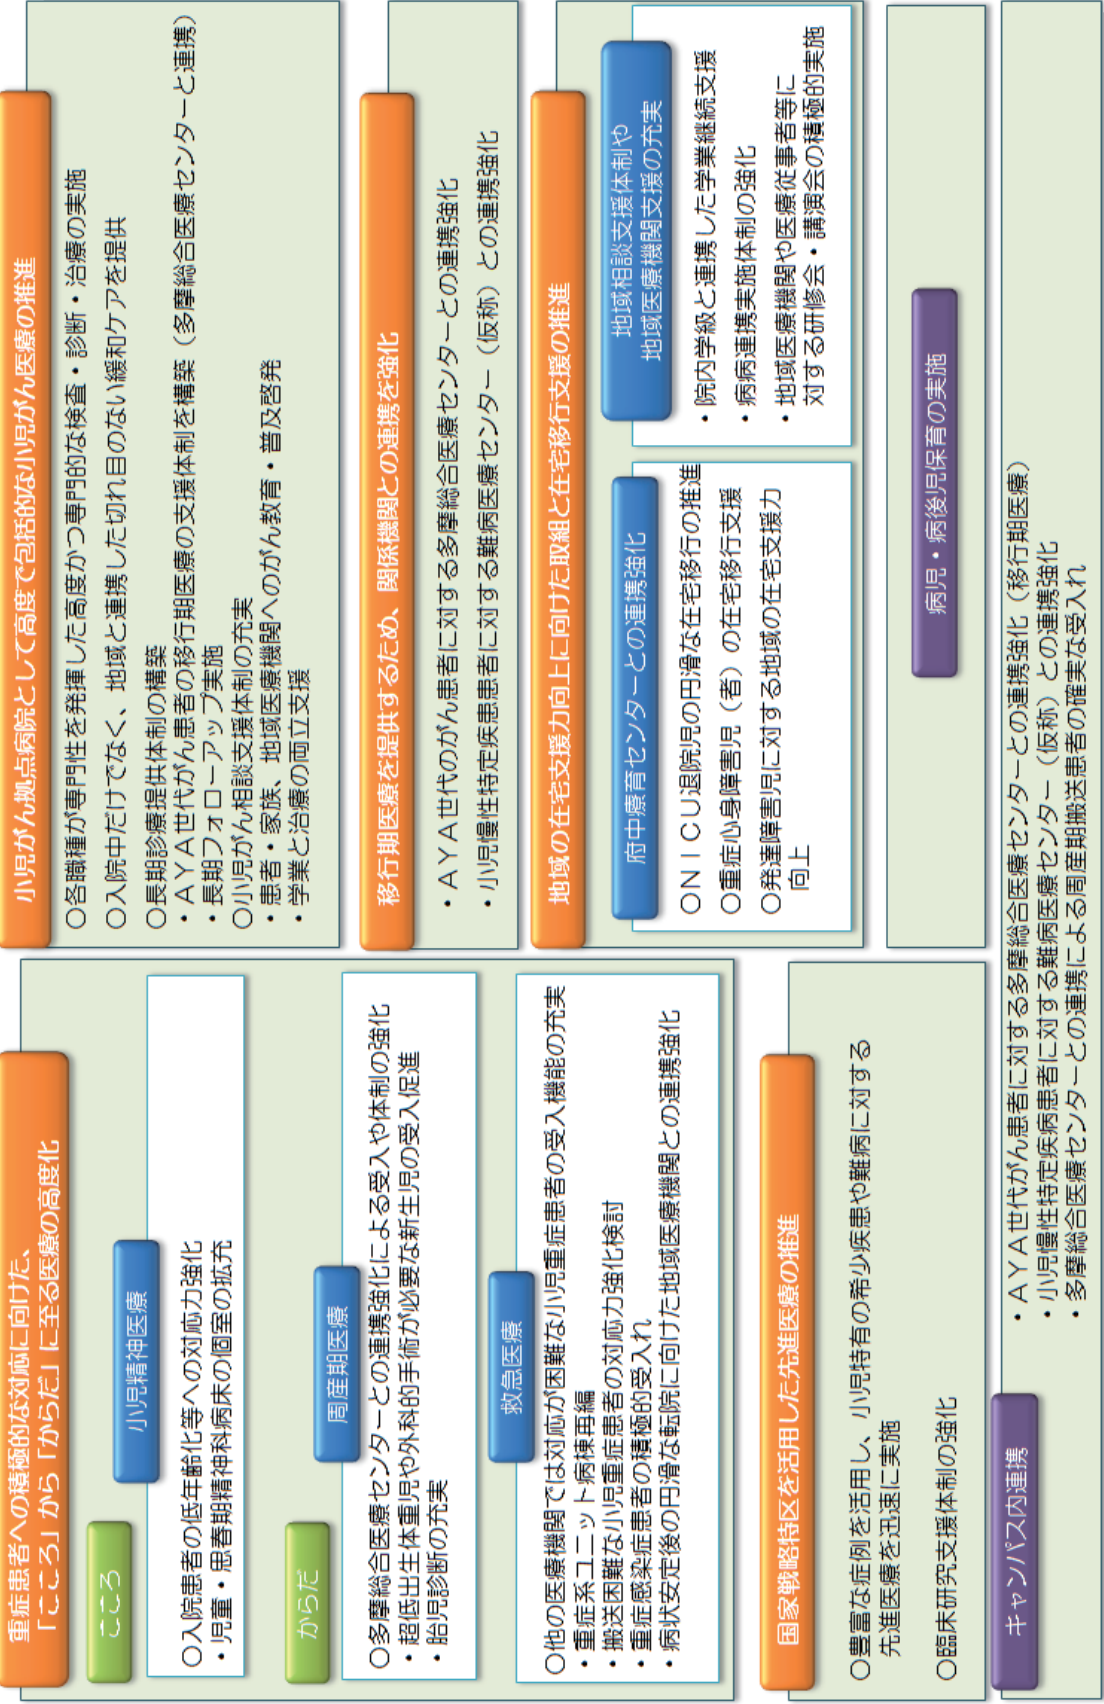 重症患者への積極的な対応に向けた、
「こころ」から「からだ」に至る医療の高度化
こころ
小児精神医療
○入院患者の低年齢化等への対応力強化
・児童・思春期精神科病床の個室の拡充
からだ
周産期医療
○多摩総合医療センターとの連携強化による受入や体制の強化
・超低出生体重児や外科的手術が必要な新生児の受入促進
・胎児診断の充実
救急医療
○他の医療機関では対応が困難な小児重症患者の受入機能の充実
・重症系ユニット病棟再編
・搬送困難な小児重症患者の対応力強化検討
・重症感染症患者の積極的受入れ
・病状安定後の円滑な転院に向けた地域医療機関との連携強化
国家戦略特区を活用した先進医療の推進
○豊富な症例を活用し、小児特有の希少疾患や難病に対する
先進医療を迅速に実施
○臨床研究支援体制の強化
小児がん拠点病院として高度で包括的な小児がん医療の推進
○各職種が専門性を発揮した高度かつ専門的な検査・診断・治療の実施
○入院中だけでなく、地域と連携した切れ目のない緩和ケアを提供
○長期診療提供体制の構築
・ＡＹＡ世代がん患者の移行期医療の支援体制を構築（多摩総合医療センターと連携）
・長期フォローアップ実施
○小児がん相談支援体制の充実
・患者・家族、地域医療機関へのがん教育・普及啓発
・学業と治療の両立支援
移行期医療を提供するため、関係機関との連携を強化
・ＡＹＡ世代のがん患者に対する多摩総合医療センターとの連携強化
・小児慢性特定疾患患者に対する難病医療センター（仮称）との連携強化
地域の在宅支援力向上に向けた取組と在宅移行支援の推進
府中療育センターとの連携強化
○ＮＩＣＵ退院児の円滑な在宅移行の推進
○重症心身障害児（者）の在宅移行支援
○発達障害児に対する地域の在宅支援力
向上
地域相談支援体制や
地域医療機関支援の充実
・院内学級と連携した学業継続支援
・病病連携実施体制の強化
・地域医療機関や医療従事者等に
対する研修会・講演会の積極的実施
病児・病後児保育の実施
キャンパス内連携
・ＡＹＡ世代がん患者に対する多摩総合医療センターとの連携強化（移行期医療）
・小児慢性特定疾病患者に対する難病医療センター（仮称）との連携強化
・多摩総合医療センターとの連携による周産期搬送患者の確実な受入れ